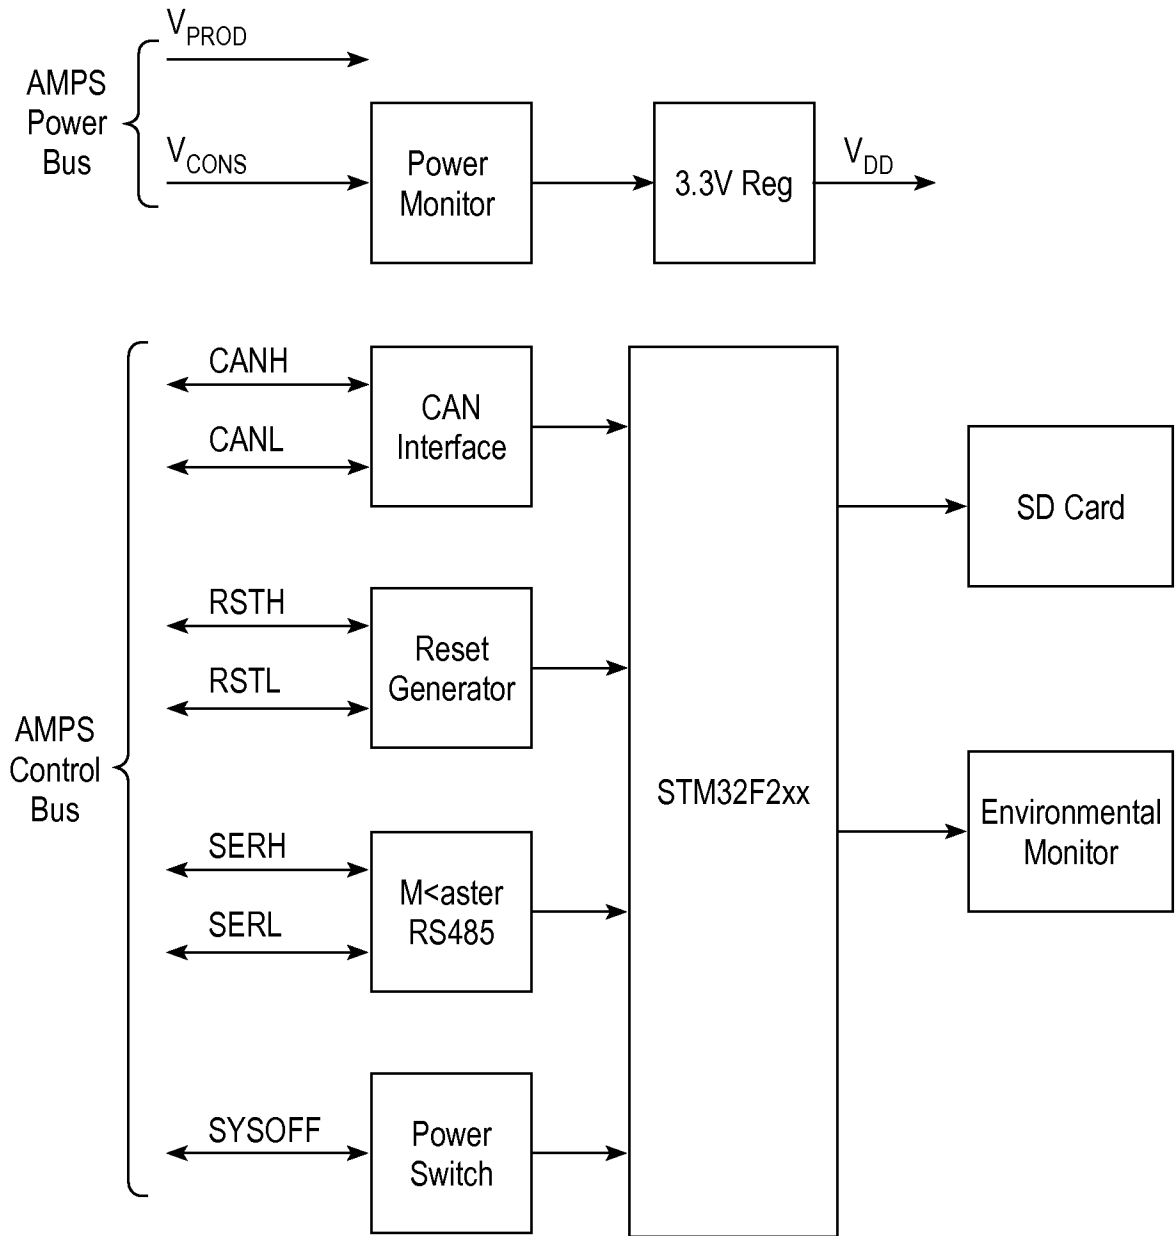 VPROD
AMPS
Power
Bus
VCONS
Power
Monitor
3.3V Reg
VDD
CANH
CANL
CAN
Interface
SD Card
RSTH
RSTL
Reset
Generator
AMPS
Control
Bus
STM32F2xx
Environmental
Monitor
SERH
SERL
M<aster
RS485
SYSOFF
Power
Switch